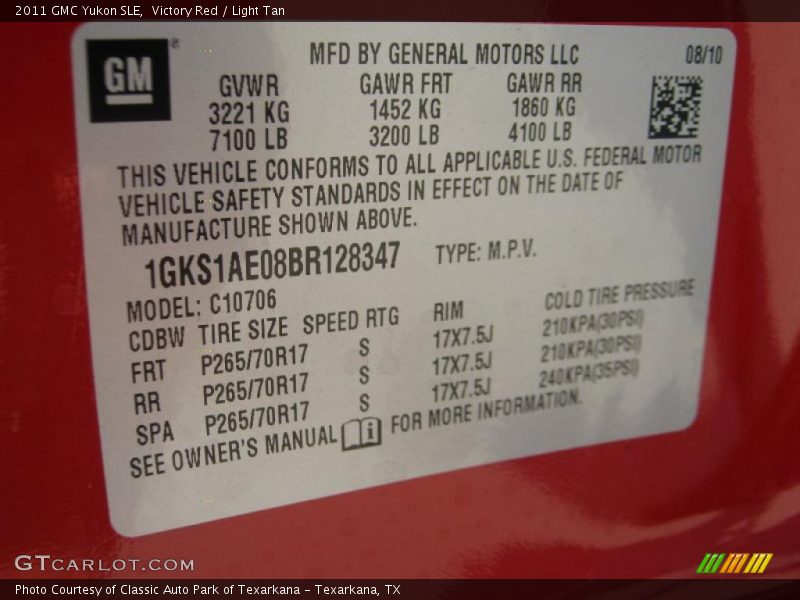 2011 GMC Yukon SLE, Victory Red / Light Tan
GM
MFD BY GENERAL MOTORS LLC 08/10
GVWR GAWR FRT GAWR RR
3221 KG 1452 KG 1860 KG
7100 LB 3200 LB 4100 LB
THIS VEHICLE CONFORMS TO ALL APPLICABLE U.S. FEDERAL MOTOR
VEHICLE SAFETY STANDARDS IN EFFECT ON THE DATE OF
MANUFACTURE SHOWN ABOVE.
1GKS1AE08BR128347 TYPE: M.P.V.
MODEL: C10706
CDBW TIRE SIZE SPEED RTG RIM COLD TIRE PRESSURE
FRT P265/70R17 S 17X7.5J 210KPA(30PSI)
RR P265/70R17 S 17X7.5J 210KPA(30PSI)
SPA P265/70R17 S 17X7.5J 240KPA(35PSI)
SEE OWNER'S MANUAL i FOR MORE INFORMATION.
GTCARLOT.COM
Photo Courtesy of Classic Auto Park of Texarkana - Texarkana, TX